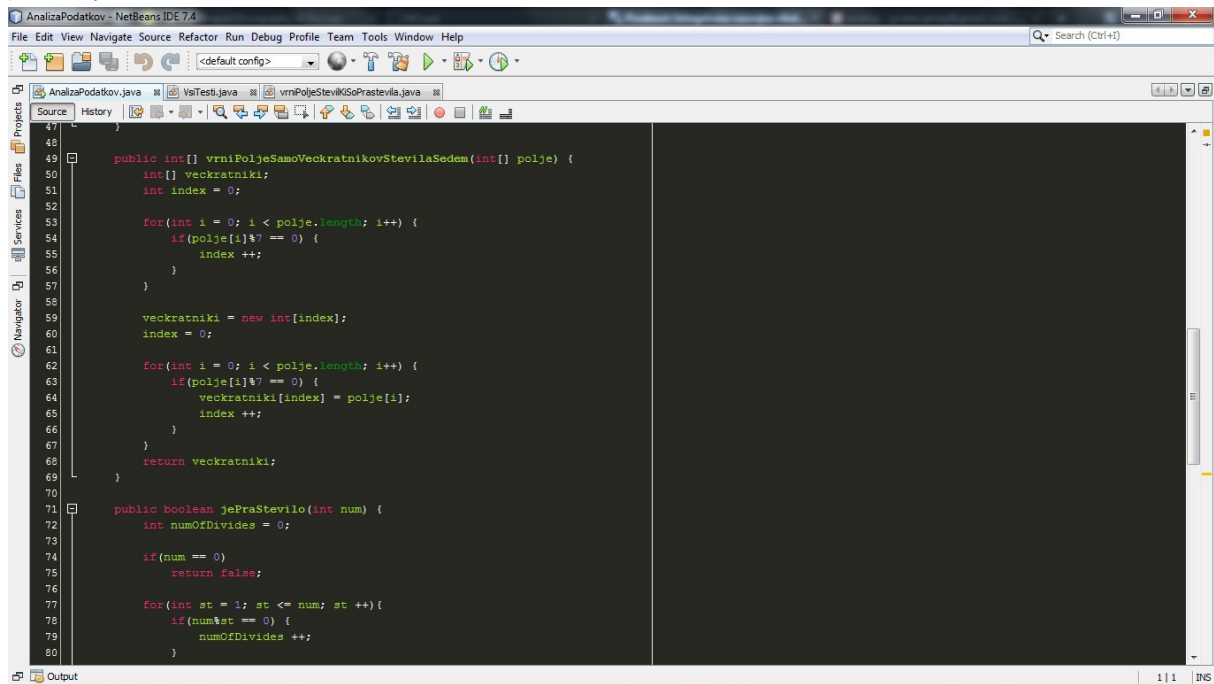 AnalizaPodatkov - NetBeans IDE 7.4
File Edit View Navigate Source Refactor Run Debug Profile Team Tools Window Help
Search (Ctrl+I)
<default config>
AnalizaPodatkov.java VsiTesti.java vrniPoljeStevilKiSoPrastevila.java
Source History
Projects
Files
Services
Navigator
47 }
48
49 public int[] vrniPoljeSamoVeckratnikovStevilaSedem(int[] polje) {
50 int[] veckratniki;
51 int index = 0;
52
53 for(int i = 0; i < polje.length; i++) {
54 if(polje[i]%7 == 0) {
55 index ++;
56 }
57 }
58
59 veckratniki = new int[index];
60 index = 0;
61
62 for(int i = 0; i < polje.length; i++) {
63 if(polje[i]%7 == 0) {
64 veckratniki[index] = polje[i];
65 index ++;
66 }
67 }
68 return veckratniki;
69 }
70
71 public boolean jePraStevilo(int num) {
72 int numOfDivides = 0;
73
74 if(num == 0)
75 return false;
76
77 for(int st = 1; st <= num; st ++){
78 if(num%st == 0) {
79 numOfDivides ++;
80 }
Output
1|1 INS